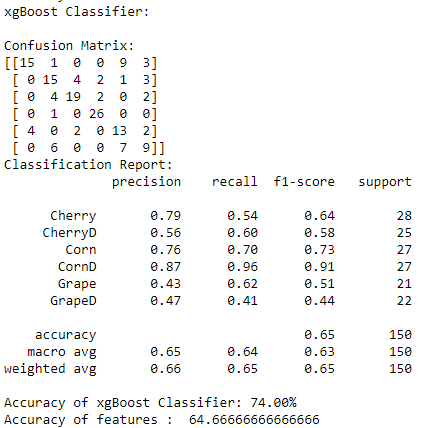 xgBoost Classifier:
Confusion Matrix:
[[15  1  0  0  9  3]
 [ 0 15  4  2  1  3]
 [ 0  4 19  2  0  2]
 [ 0  1  0 26  0  0]
 [ 4  0  2  0 13  2]
 [ 0  6  0  0  7  9]]
Classification Report:
              precision    recall  f1-score   support
      Cherry       0.79      0.54      0.64        28
     CherryD       0.56      0.60      0.58        25
        Corn       0.76      0.70      0.73        27
       CornD       0.87      0.96      0.91        27
       Grape       0.43      0.62      0.51        21
      GrapeD       0.47      0.41      0.44        22
    accuracy                           0.65       150
   macro avg       0.65      0.64      0.63       150
weighted avg       0.66      0.65      0.65       150
Accuracy of xgBoost Classifier: 74.00%
Accuracy of features :  64.66666666666666